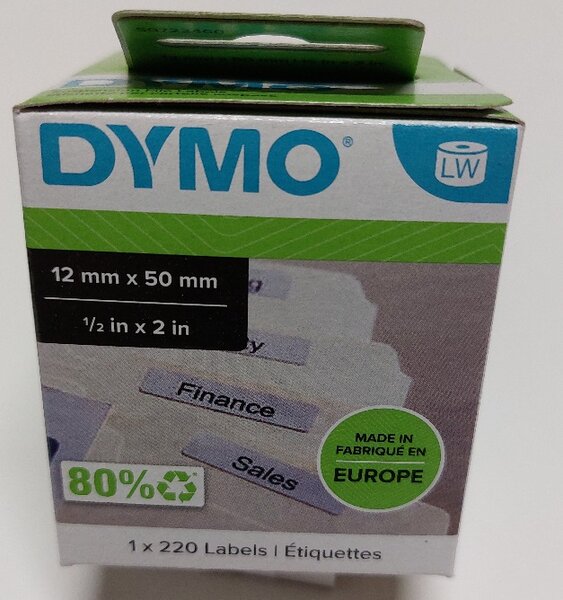 DYMO®
LW
12 mm x 50 mm
1/2 in x 2 in
Finance
Sales
MADE IN
FABRIQUÉ EN
EUROPE
80%
1 x 220 Labels | Étiquettes